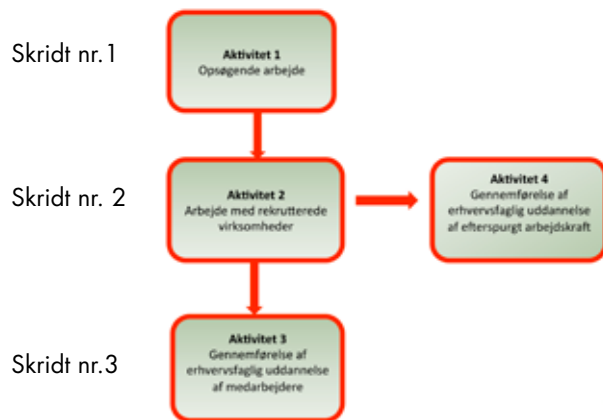 Skridt nr.1
Aktivitet 1
Opsøgende arbejde
Skridt nr. 2
Aktivitet 2
Arbejde med rekrutterede
virksomheder
Aktivitet 4
Gennemførelse af
erhvervsfaglig uddannelse
af efterspurgt arbejdskraft
Skridt nr.3
Aktivitet 3
Gennemførelse af
erhvervsfaglig uddannelse
af medarbejdere